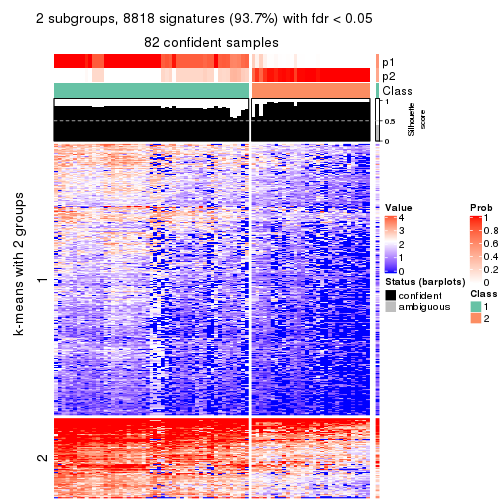 2 subgroups, 8818 signatures (93.7%) with fdr < 0.05
82 confident samples
p1
p2
Class
1
0.5
0
Silhouette
score
k-means with 2 groups
1
2
Value
4
3
2
1
0
Status (barplots)
confident
ambiguous
Prob
1
0.8
0.6
0.4
0.2
0
Class
1
2